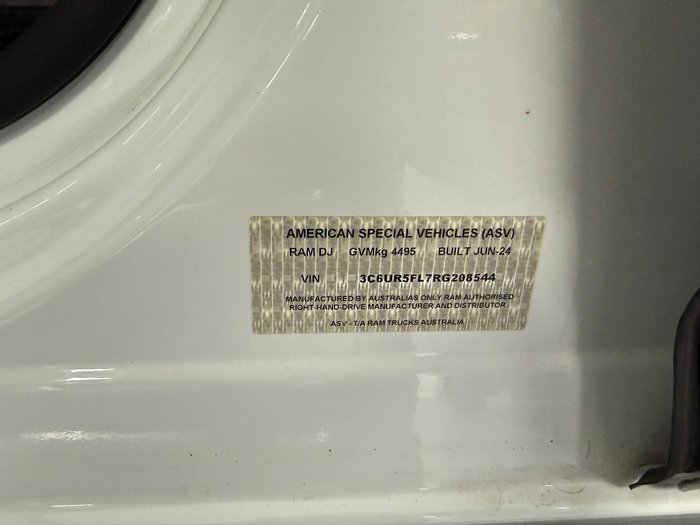 AMERICAN SPECIAL VEHICLES (ASV)
RAM DJ GVMkg 4495 BUILT JUN-24
VIN 3C6UR5FL7RG208544
MANUFACTURED BY AUSTRALIAS ONLY RAM AUTHORISED
RIGHT-HAND-DRIVE MANUFACTURER AND DISTRIBUTOR.
ASV - T/A RAM TRUCKS AUSTRALIA